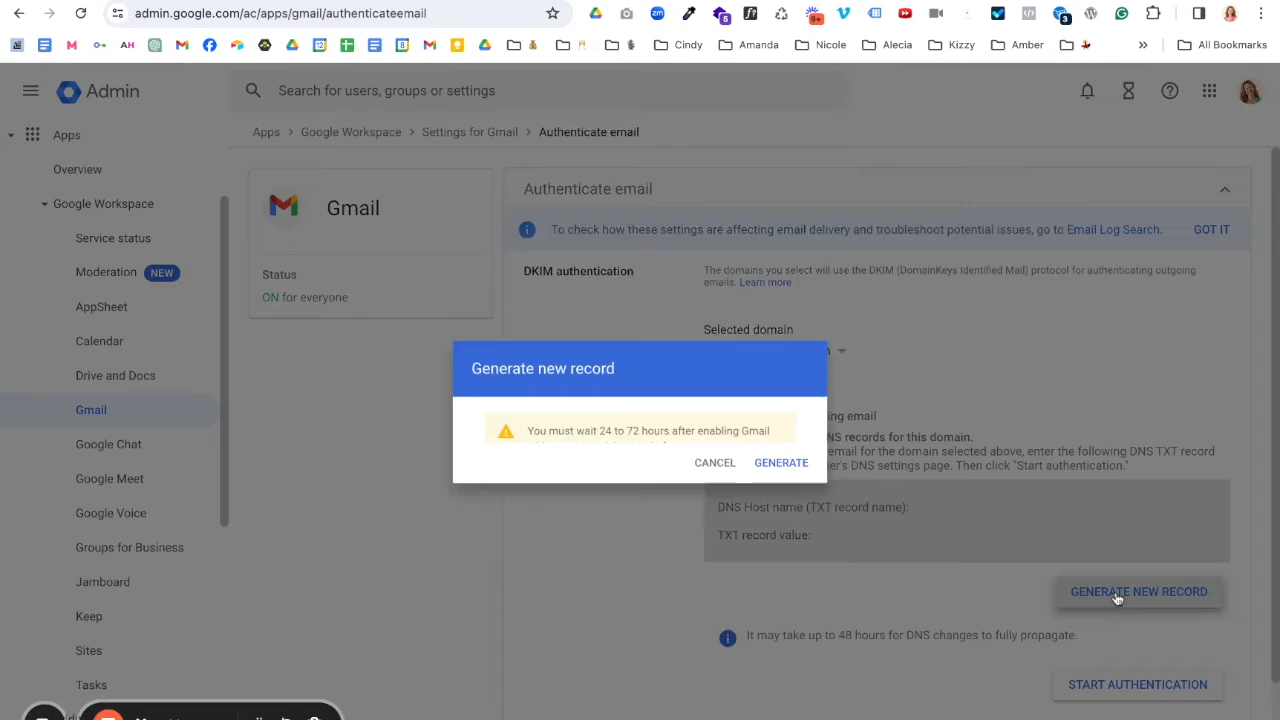 admin.google.com/ac/apps/gmail/authenticateemail
5
9+
3
Cindy
Amanda
Nicole
Alecia
Kizzy
Amber
»
All Bookmarks
Admin
Search for users, groups or settings
Apps
Apps > Google Workspace > Settings for Gmail > Authenticate email
Overview
Google Workspace
Service status
Moderation NEW
AppSheet
Calendar
Drive and Docs
Gmail
Google Chat
Google Meet
Google Voice
Groups for Business
Jamboard
Keep
Sites
Tasks
Gmail
Status
ON for everyone
Authenticate email
To check how these settings are affecting email delivery and troubleshoot potential issues, go to Email Log Search.
GOT IT
DKIM authentication
The domains you select will use the DKIM (DomainKeys Identified Mail) protocol for authenticating outgoing
emails. Learn more
Selected domain
Generate new record
You must wait 24 to 72 hours after enabling Gmail
CANCEL
GENERATE
ing email
NS records for this domain.
email for the domain selected above, enter the following DNS TXT record
r's DNS settings page. Then click "Start authentication."
DNS Host name (TXT record name):
TXT record value:
GENERATE NEW RECORD
It may take up to 48 hours for DNS changes to fully propagate.
START AUTHENTICATION